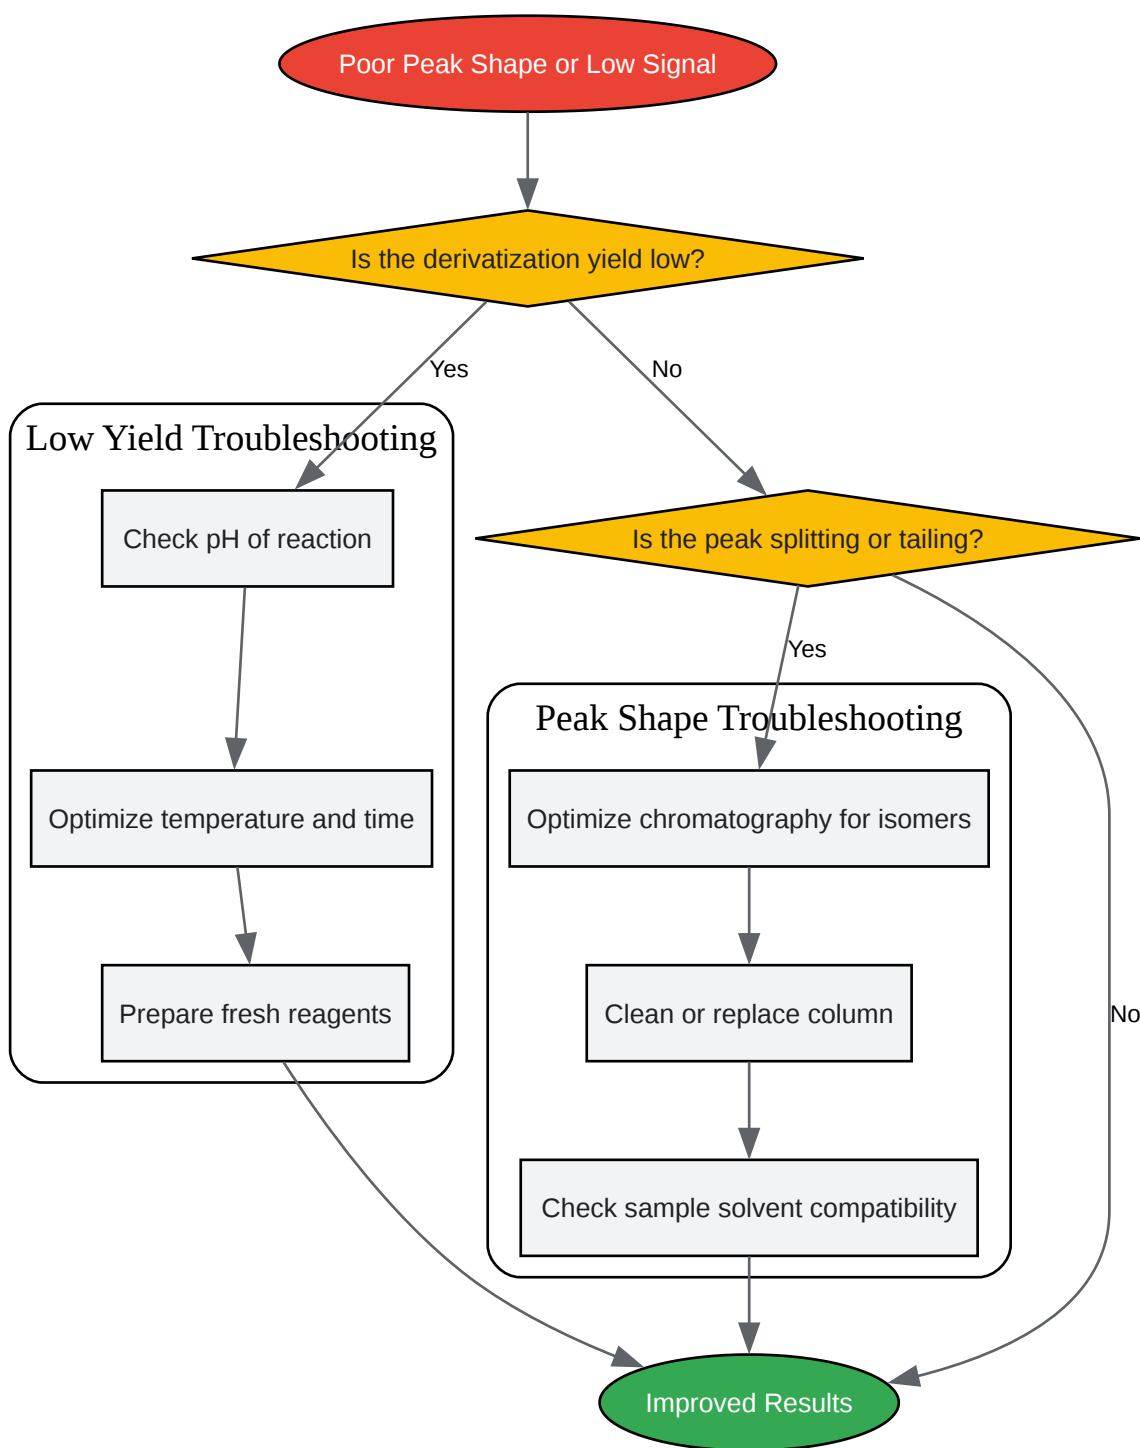 Poor Peak Shape or Low Signal
Is the derivatization yield low?
Yes
No
Low Yield Troubleshooting
Check pH of reaction
Optimize temperature and time
Prepare fresh reagents
Is the peak splitting or tailing?
Yes
No
Peak Shape Troubleshooting
Optimize chromatography for isomers
Clean or replace column
Check sample solvent compatibility
Improved Results